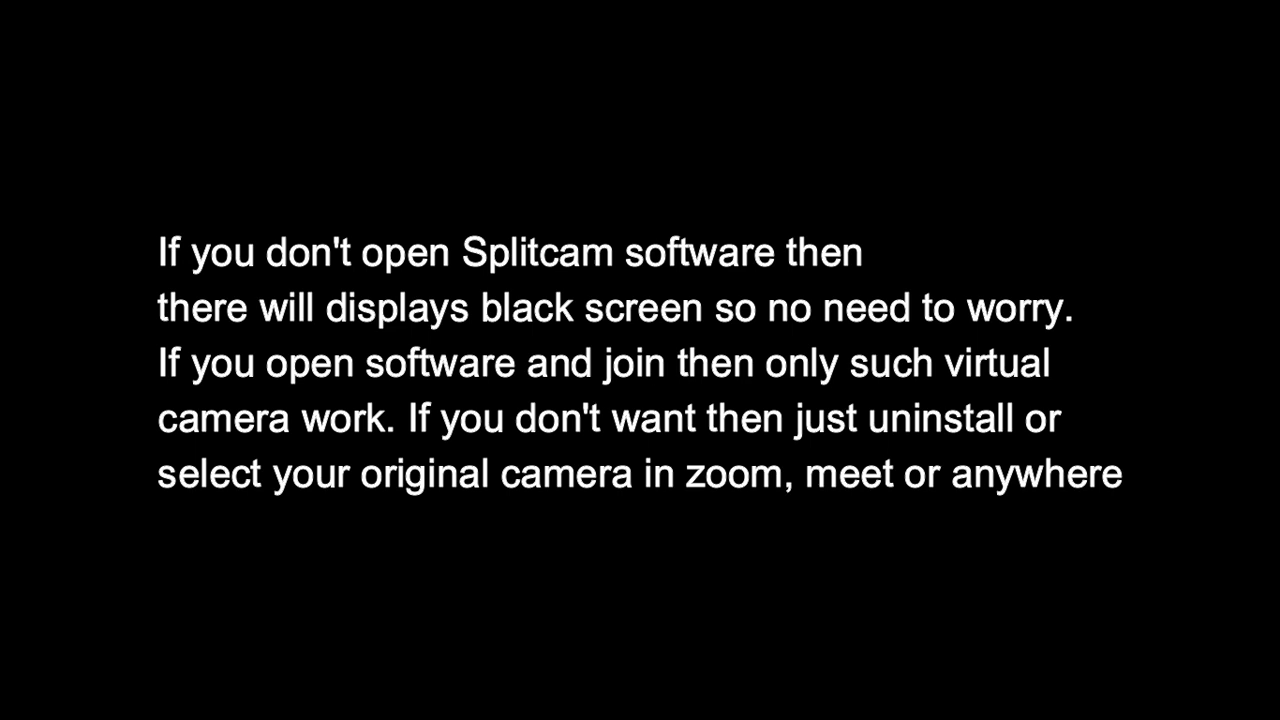 If you don't open Splitcam software then
there will displays black screen so no need to worry.
If you open software and join then only such virtual
camera work. If you don't want then just uninstall or
select your original camera in zoom, meet or anywhere